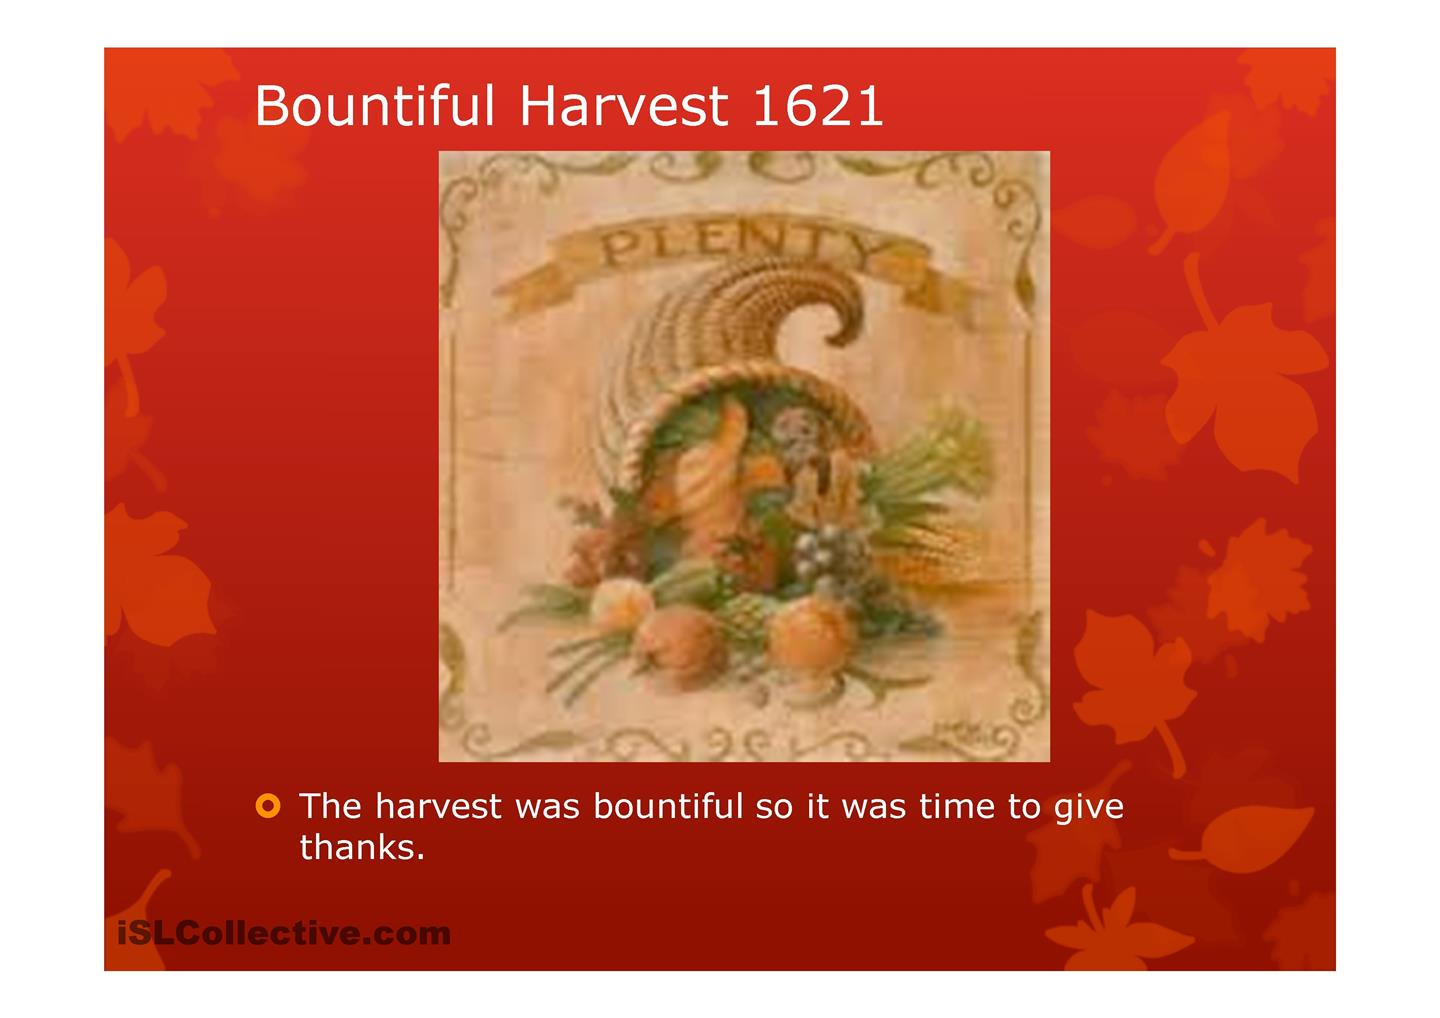 Bountiful Harvest 1621
PLENTY
The harvest was bountiful so it was time to give
thanks.
iSLCollective.com